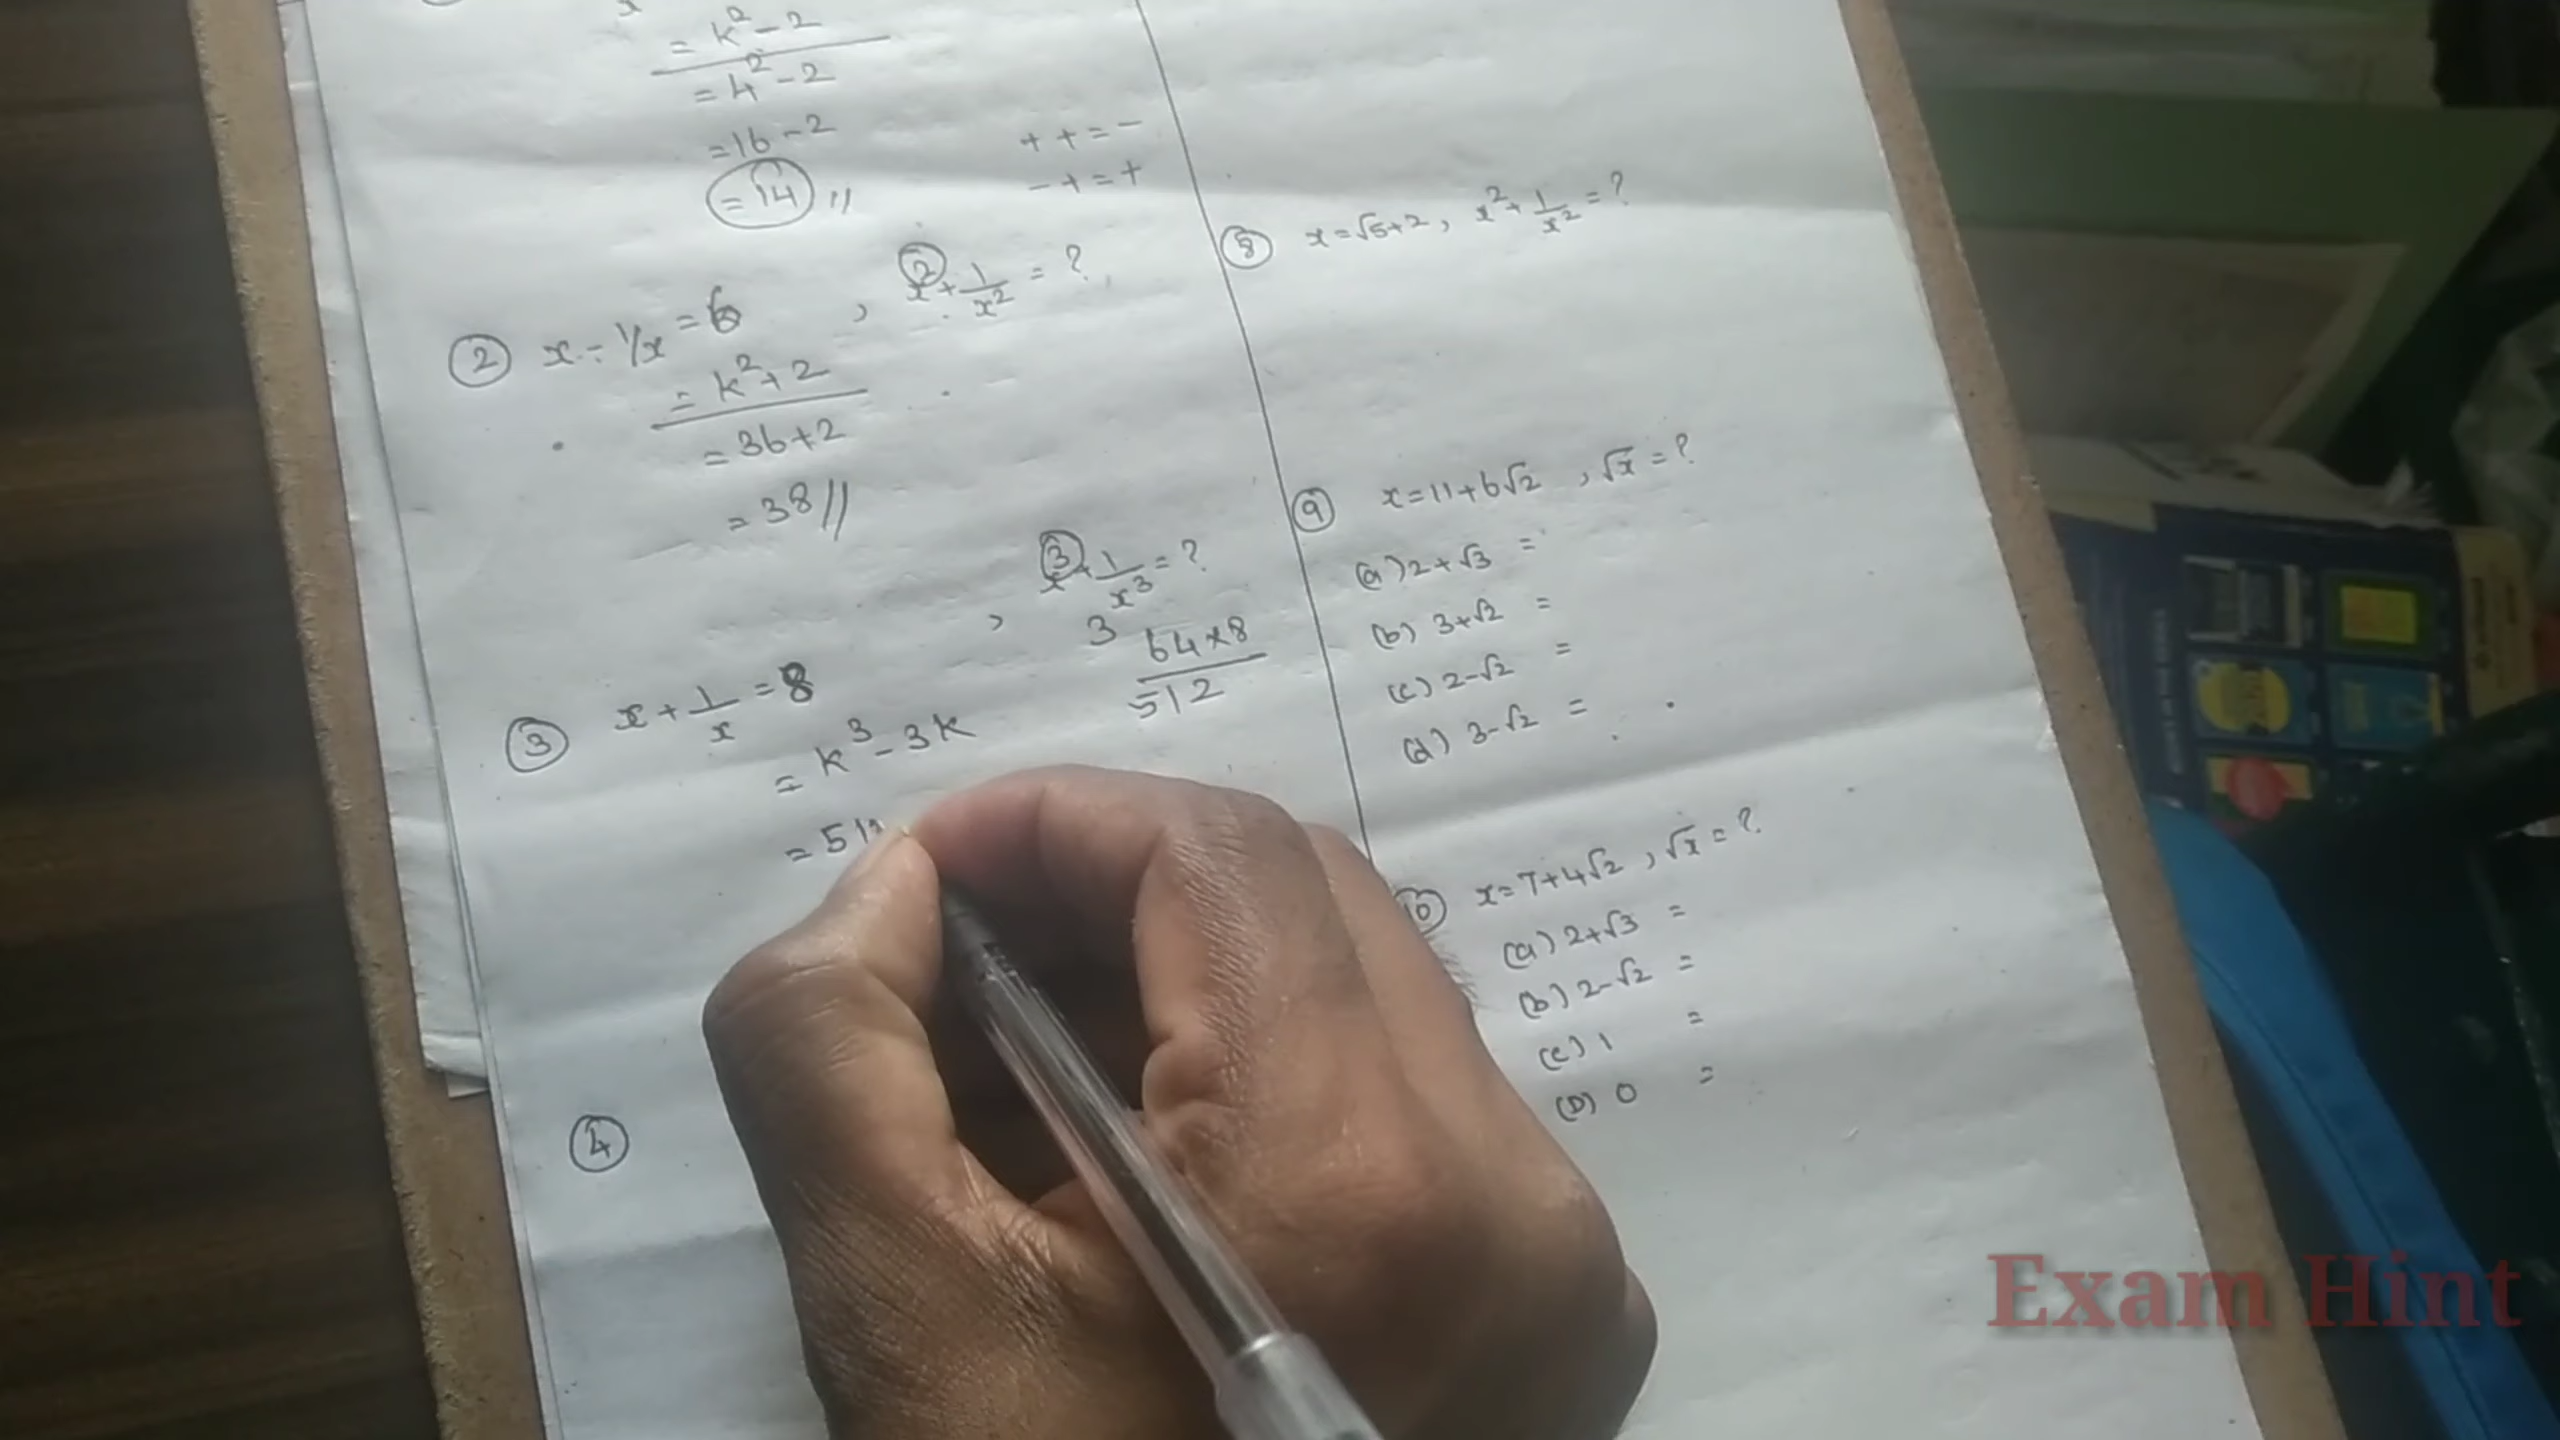 x
= k² - 2
= 4² - 2
= 16 - 2
= 14 //
+ + = -
- + = +
② x - 1/x = 6 , x² + 1/x² = ?
= k² + 2
= 36 + 2
= 38 //
③ x + 1/x = 8 , x³ + 1/x³ = ?
3
64 × 8
512
= k³ - 3k
= 51
④
⑧ x = √5 + 2 , x² + 1/x² = ?
⑨ x = 11 + 6√2 , √x = ?
(a) 2 + √3 =
(b) 3 + √2 =
(c) 2 - √2 =
(d) 3 - √2 =
⑩ x = 7 + 4√2 , √x = ?
(a) 2 + √3 =
(b) 2 - √2 =
(c) 1 =
(D) 0 =
Exam Hint